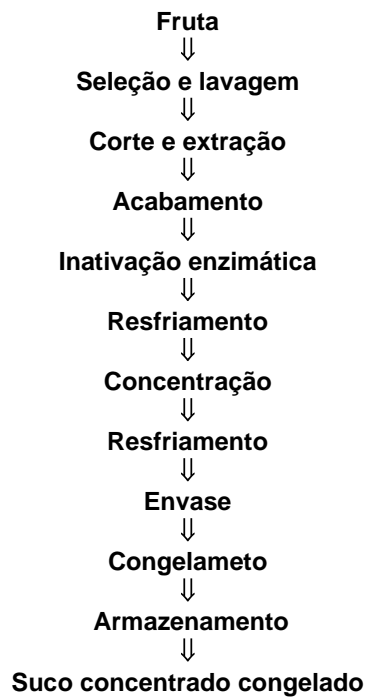 Fruta
⇓
Seleção e lavagem
⇓
Corte e extração
⇓
Acabamento
⇓
Inativação enzimática
⇓
Resfriamento
⇓
Concentração
⇓
Resfriamento
⇓
Envase
⇓
Congelameto
⇓
Armazenamento
⇓
Suco concentrado congelado